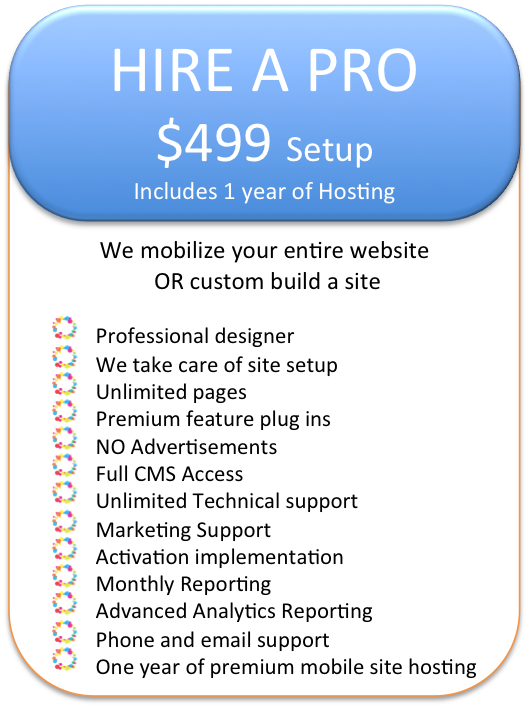 HIRE A PRO
$499 Setup
Includes 1 year of Hosting
We mobilize your entire website
OR custom build a site
Professional designer
We take care of site setup
Unlimited pages
Premium feature plug ins
NO Advertisements
Full CMS Access
Unlimited Technical support
Marketing Support
Activation implementation
Monthly Reporting
Advanced Analytics Reporting
Phone and email support
One year of premium mobile site hosting